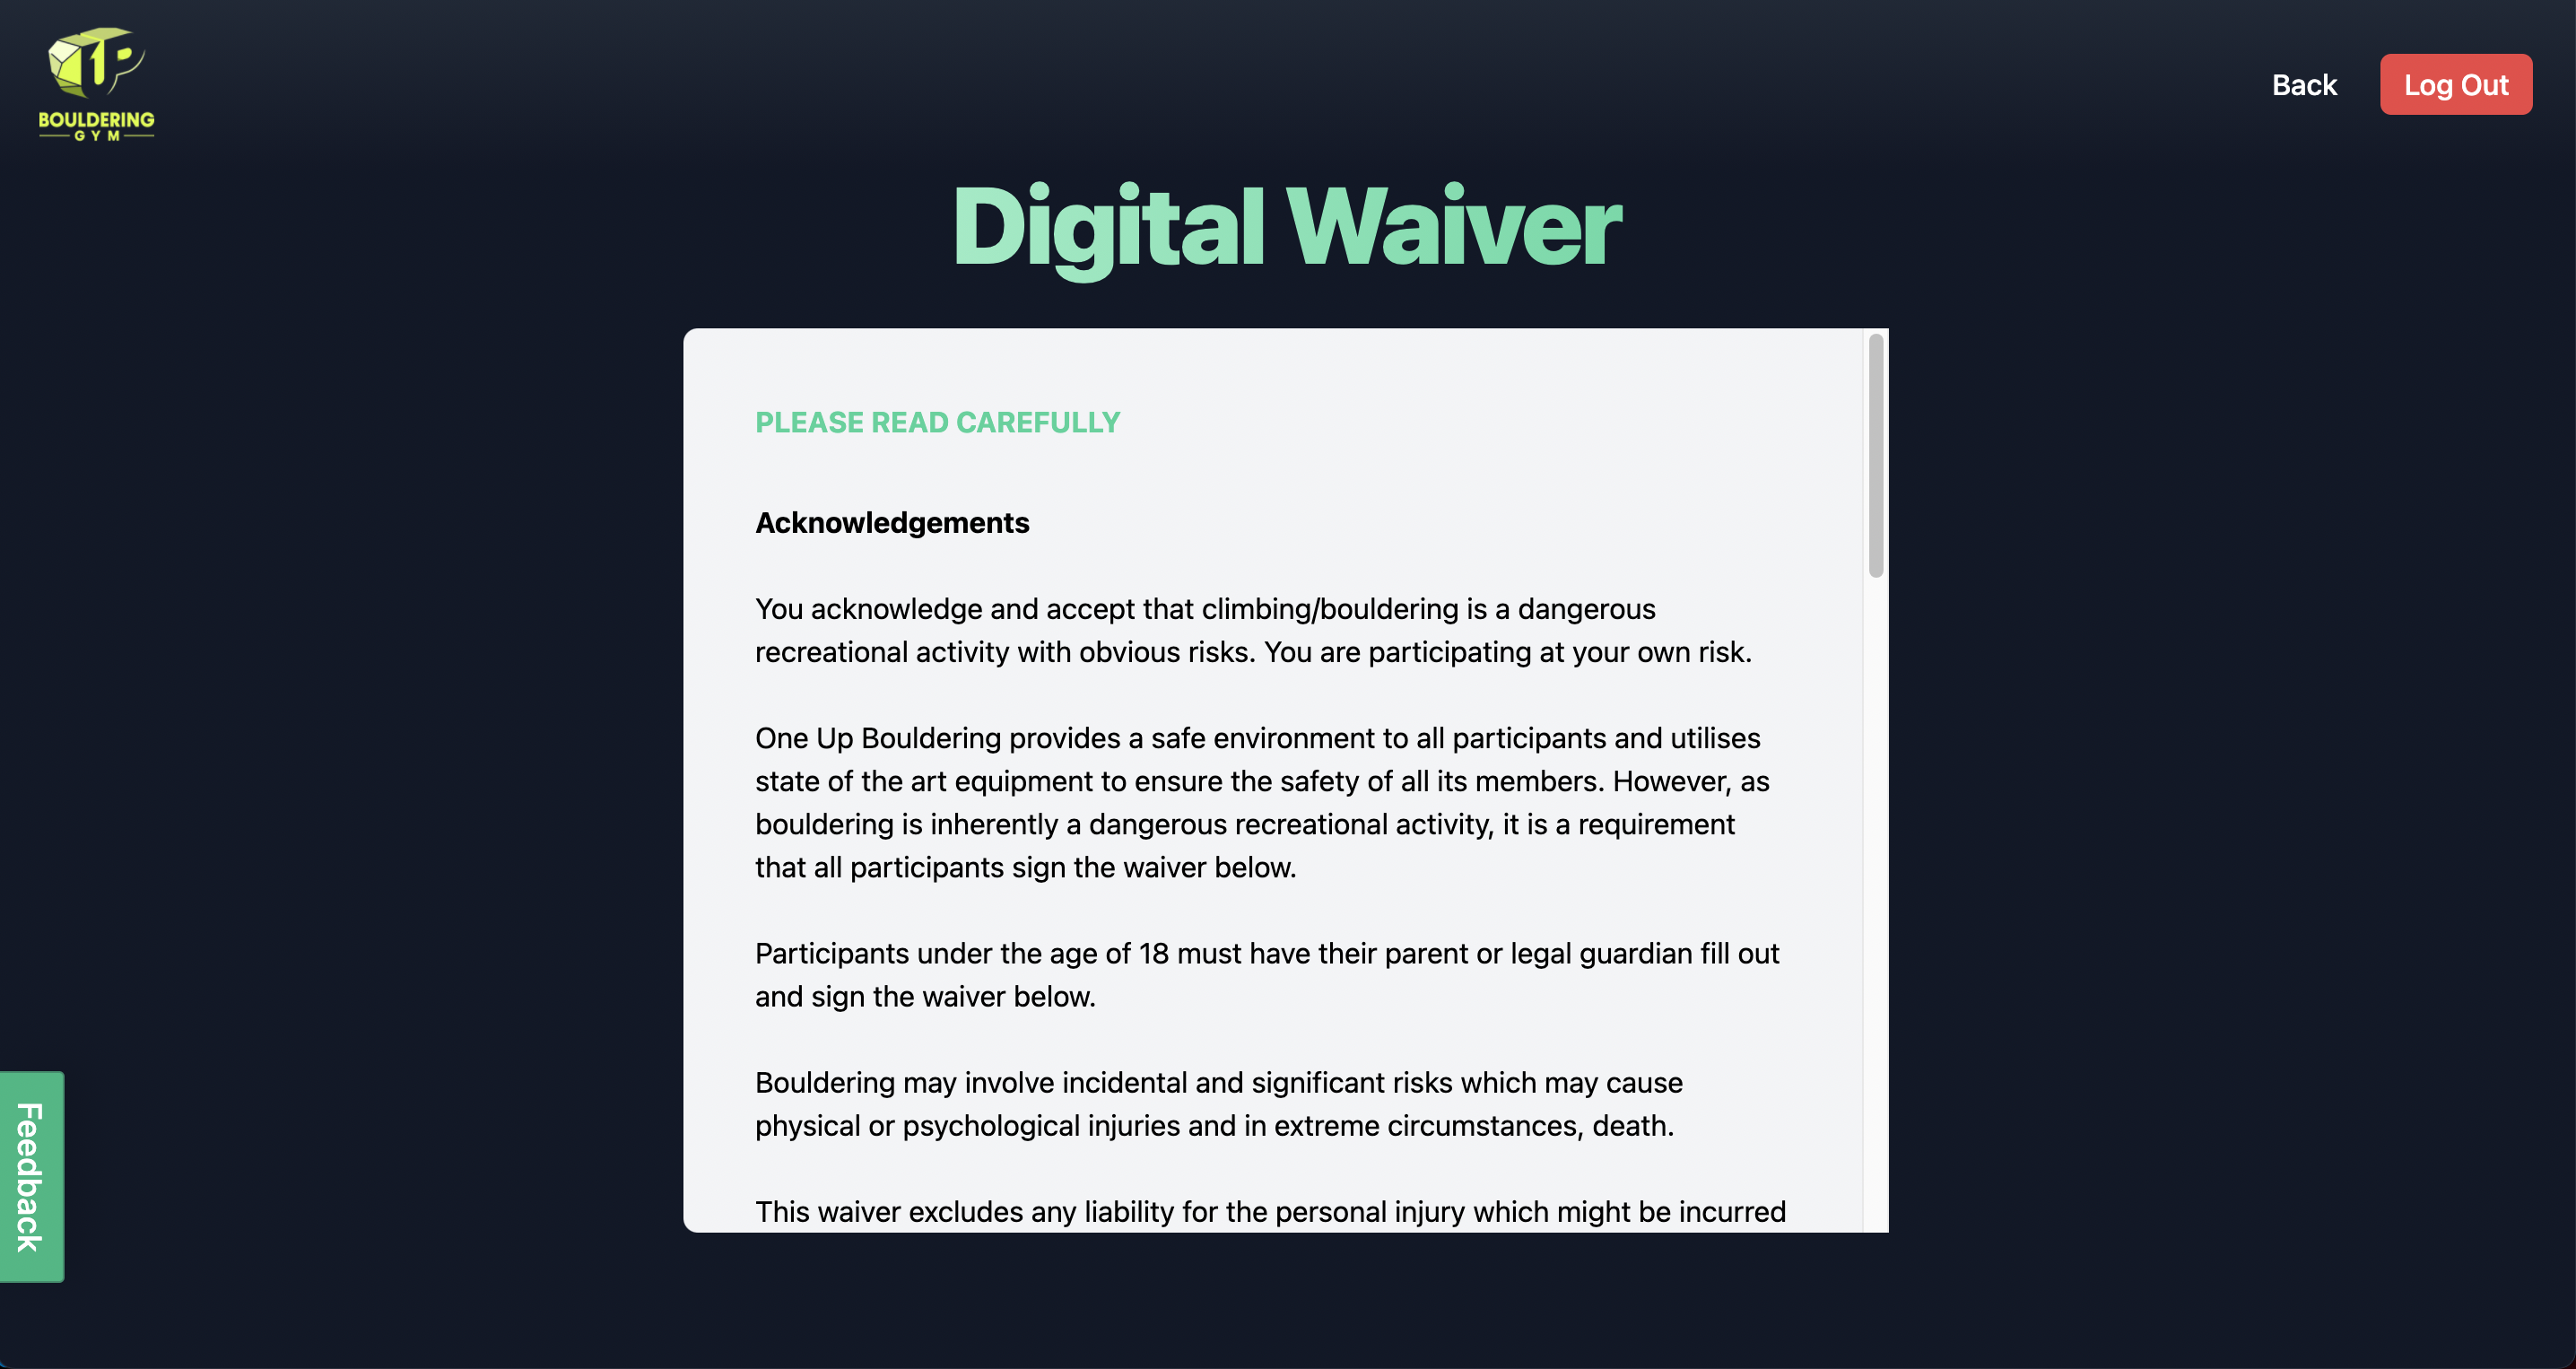 1P
BOULDERING
GYM
Back
Log Out
Digital Waiver
PLEASE READ CAREFULLY
Acknowledgements
You acknowledge and accept that climbing/bouldering is a dangerous
recreational activity with obvious risks. You are participating at your own risk.
One Up Bouldering provides a safe environment to all participants and utilises
state of the art equipment to ensure the safety of all its members. However, as
bouldering is inherently a dangerous recreational activity, it is a requirement
that all participants sign the waiver below.
Participants under the age of 18 must have their parent or legal guardian fill out
and sign the waiver below.
Bouldering may involve incidental and significant risks which may cause
physical or psychological injuries and in extreme circumstances, death.
This waiver excludes any liability for the personal injury which might be incurred
Feedback